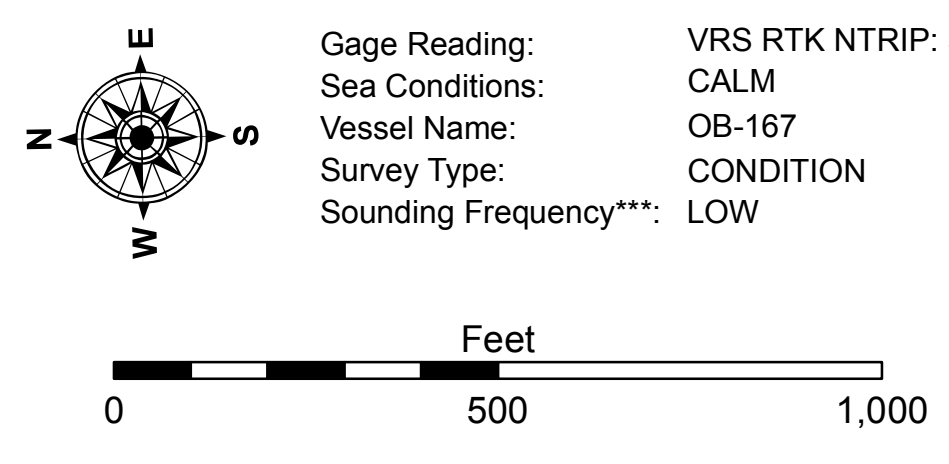 E
N
S
W
Gage Reading: VRS RTK NTRIP:
Sea Conditions: CALM
Vessel Name: OB-167
Survey Type: CONDITION
Sounding Frequency***: LOW
Feet
0 500 1,000